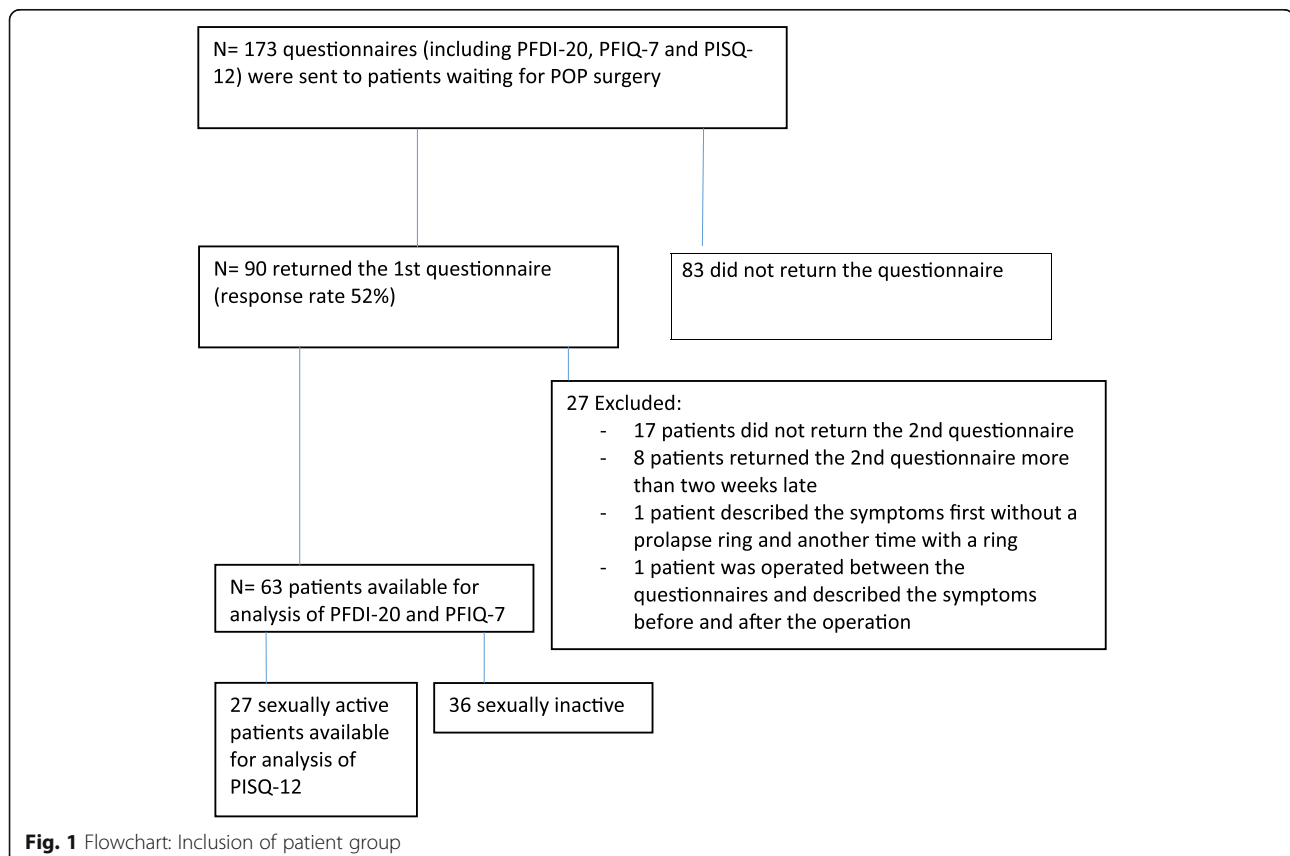 N= 173 questionnaires (including PFDI-20, PFIQ-7 and PISQ-
12) were sent to patients waiting for POP surgery
N= 90 returned the 1st questionnaire
(response rate 52%)
83 did not return the questionnaire
27 Excluded:
- 17 patients did not return the 2nd questionnaire
- 8 patients returned the 2nd questionnaire more
than two weeks late
- 1 patient described the symptoms first without a
prolapse ring and another time with a ring
- 1 patient was operated between the
questionnaires and described the symptoms
before and after the operation
N= 63 patients available for
analysis of PFDI-20 and PFIQ-7
27 sexually active
patients available
for analysis of
PISQ-12
36 sexually inactive
Fig. 1 Flowchart: Inclusion of patient group